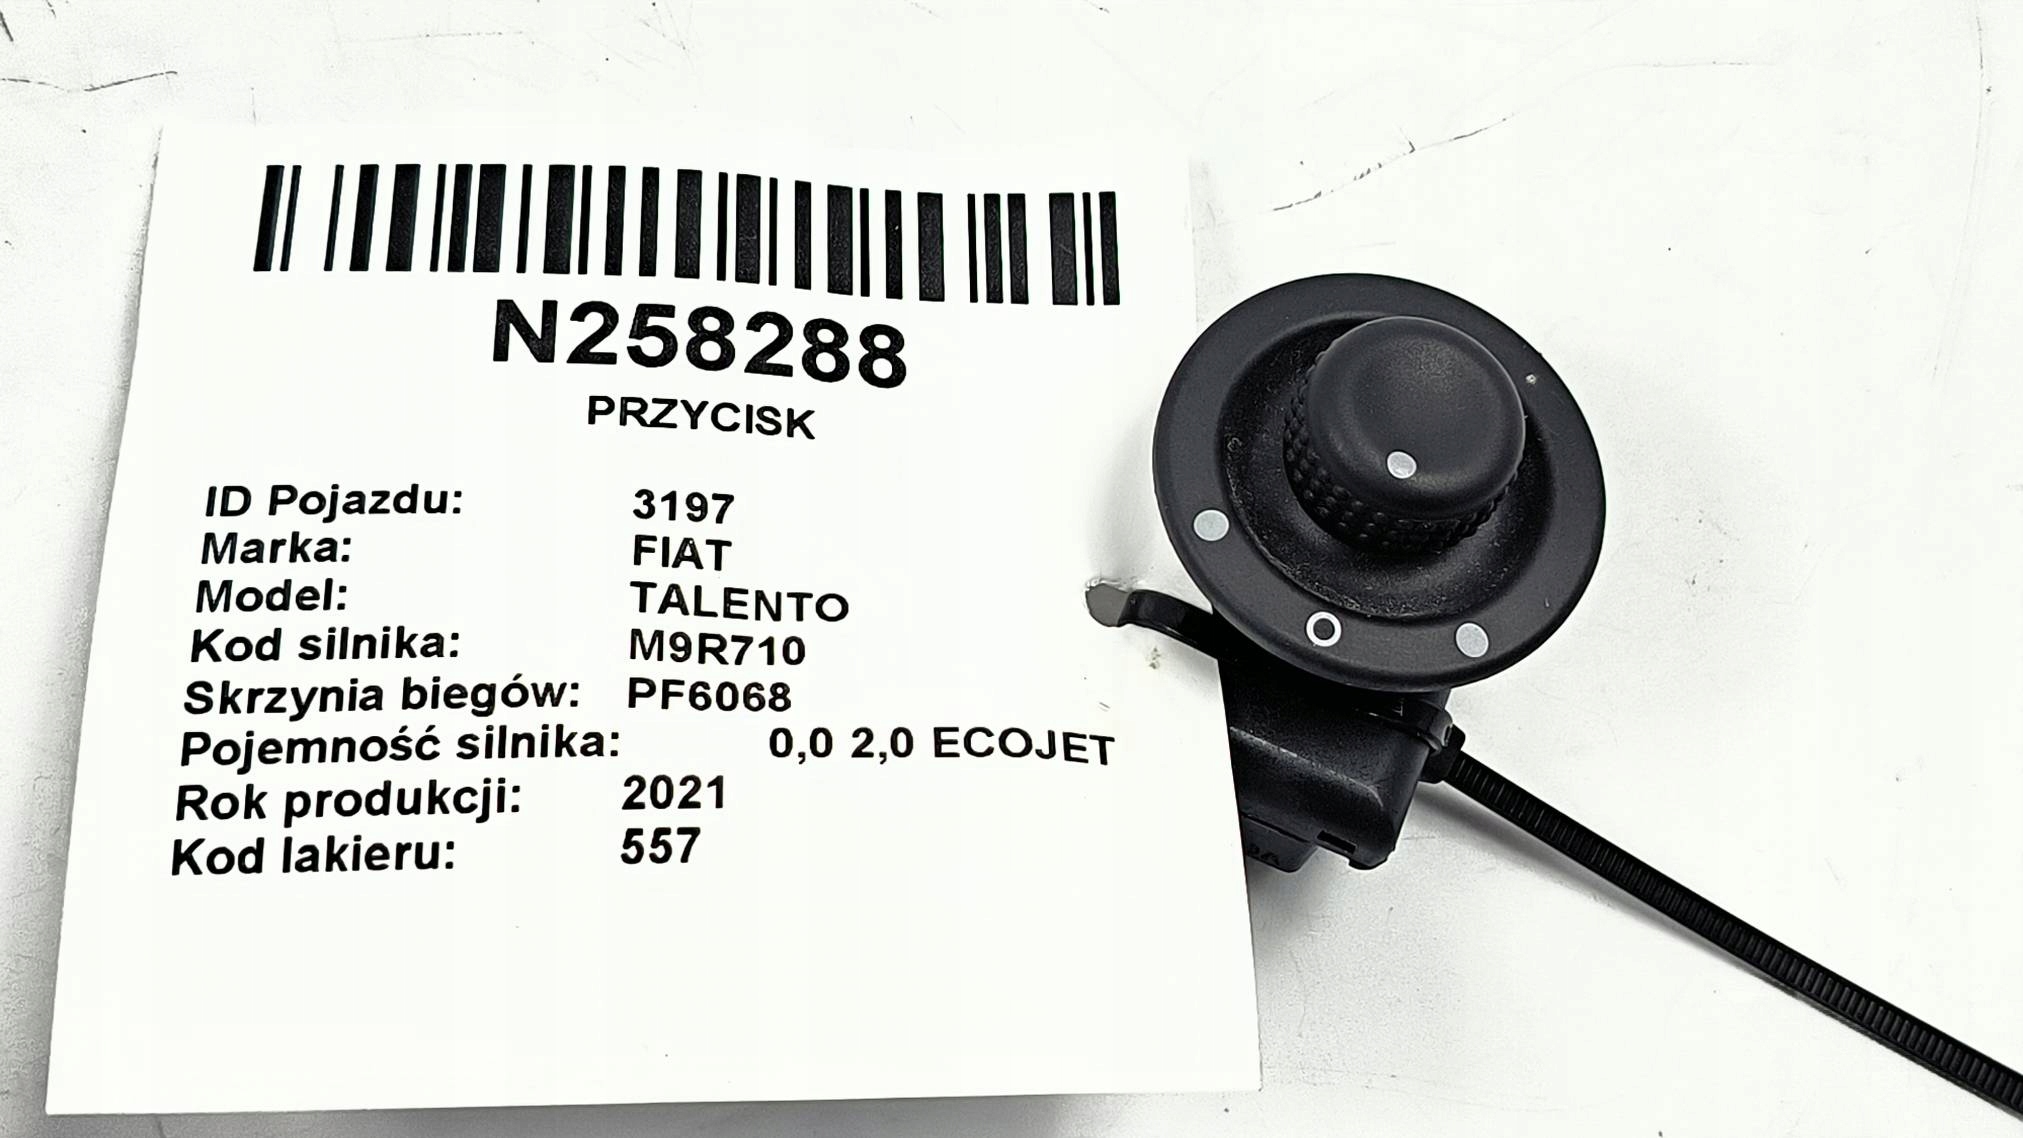 N258288
PRZYCISK
ID Pojazdu: 3197
Marka: FIAT
Model: TALENTO
Kod silnika: M9R710
Skrzynia biegów: PF6068
Pojemność silnika: 0,0 2,0 ECOJET
Rok produkcji: 2021
Kod lakieru: 557